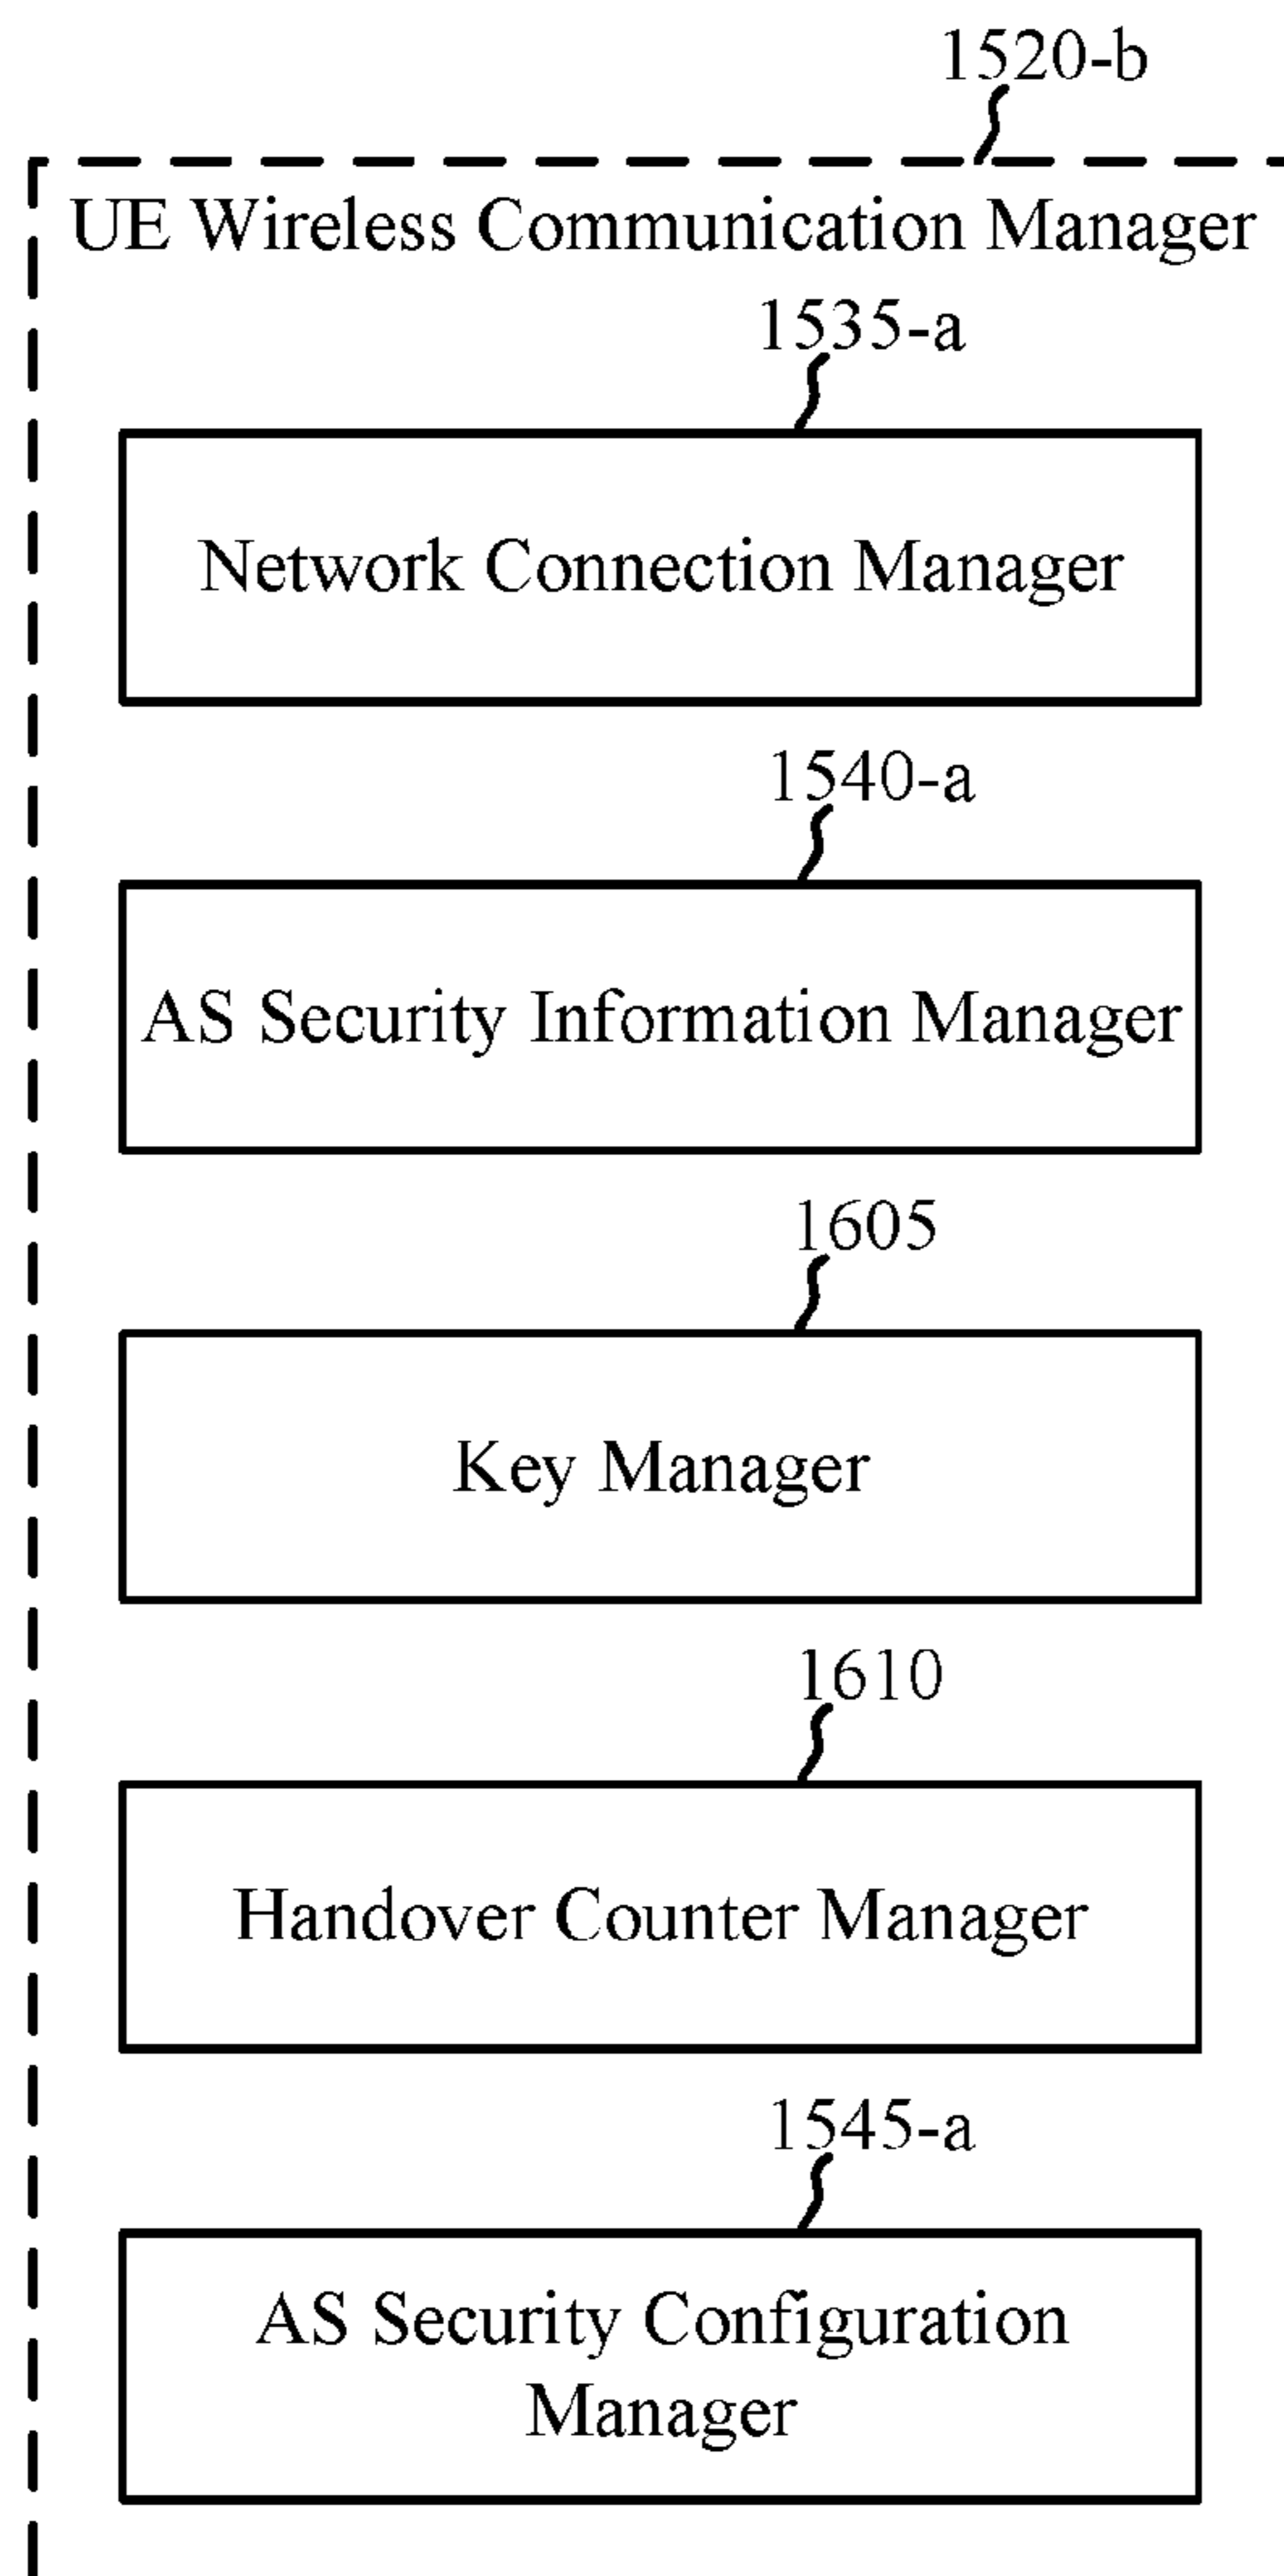 1520-b
UE Wireless Communication Manager
1535-a
Network Connection Manager
1540-a
AS Security Information Manager
1605
Key Manager
1610
Handover Counter Manager
1545-a
AS Security Configuration
Manager